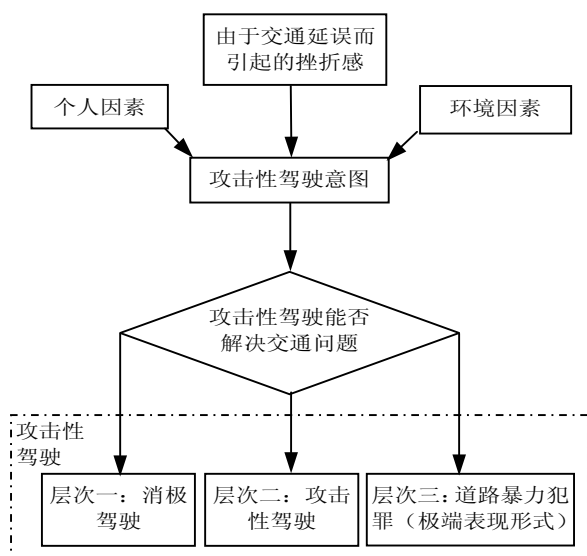 由于交通延误而
引起的挫折感
个人因素
环境因素
攻击性驾驶意图
攻击性驾驶能否
解决交通问题
攻击性
驾驶
层次一：消极
驾驶
层次二：攻击
性驾驶
层次三：道路暴力犯
罪（极端表现形式）